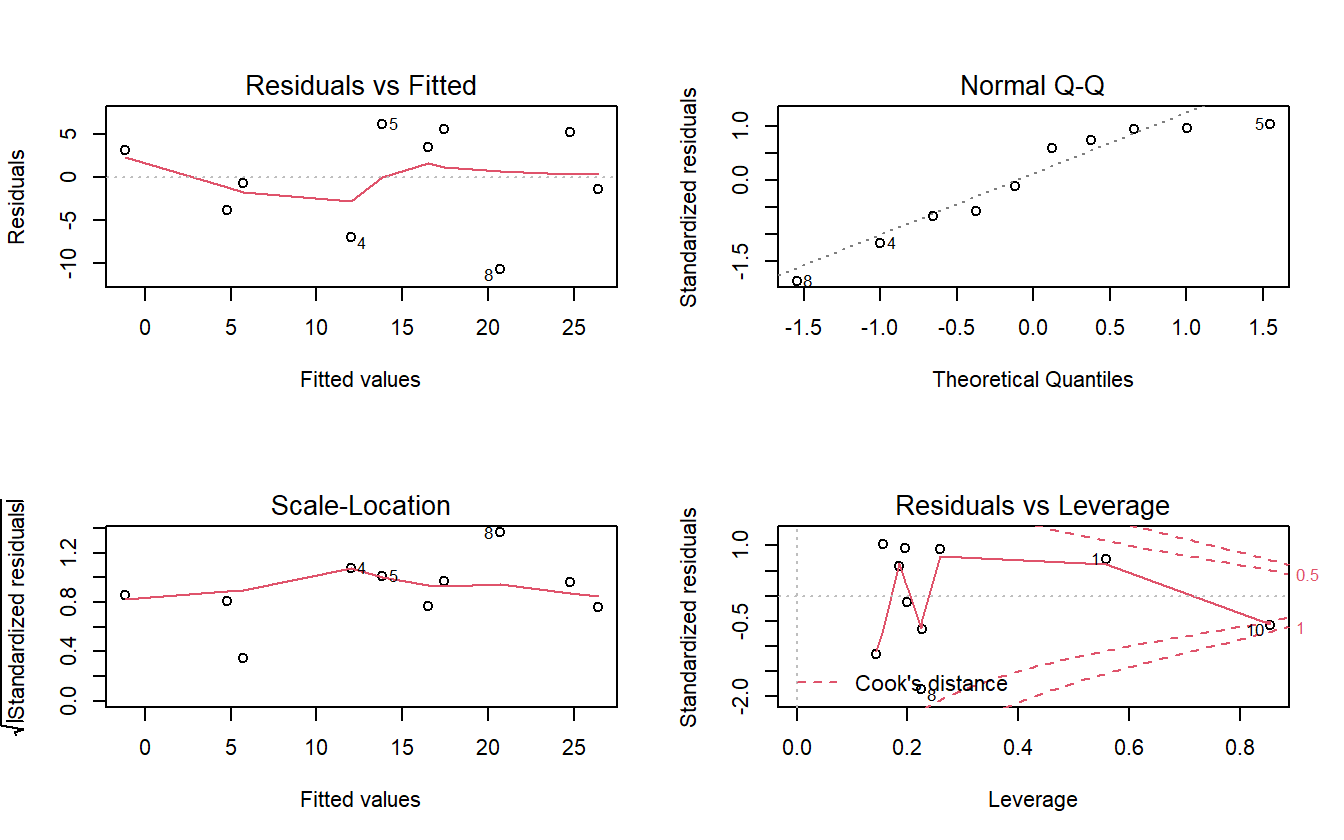 Residuals vs Fitted
Residuals
5
0
-5
-10
5
4
8
0 5 10 15 20 25
Fitted values
Normal Q-Q
Standardized residuals
1.0
0.0
-1.5
5
4
8
-1.5 -1.0 -0.5 0.0 0.5 1.0 1.5
Theoretical Quantiles
Scale-Location
√|Standardized residuals|
1.2
0.8
0.4
0.0
8
4
5
0 5 10 15 20 25
Fitted values
Residuals vs Leverage
Standardized residuals
1.0
-0.5
-2.0
1
0.5
10
1
Cook's distance
8
0.0 0.2 0.4 0.6 0.8
Leverage